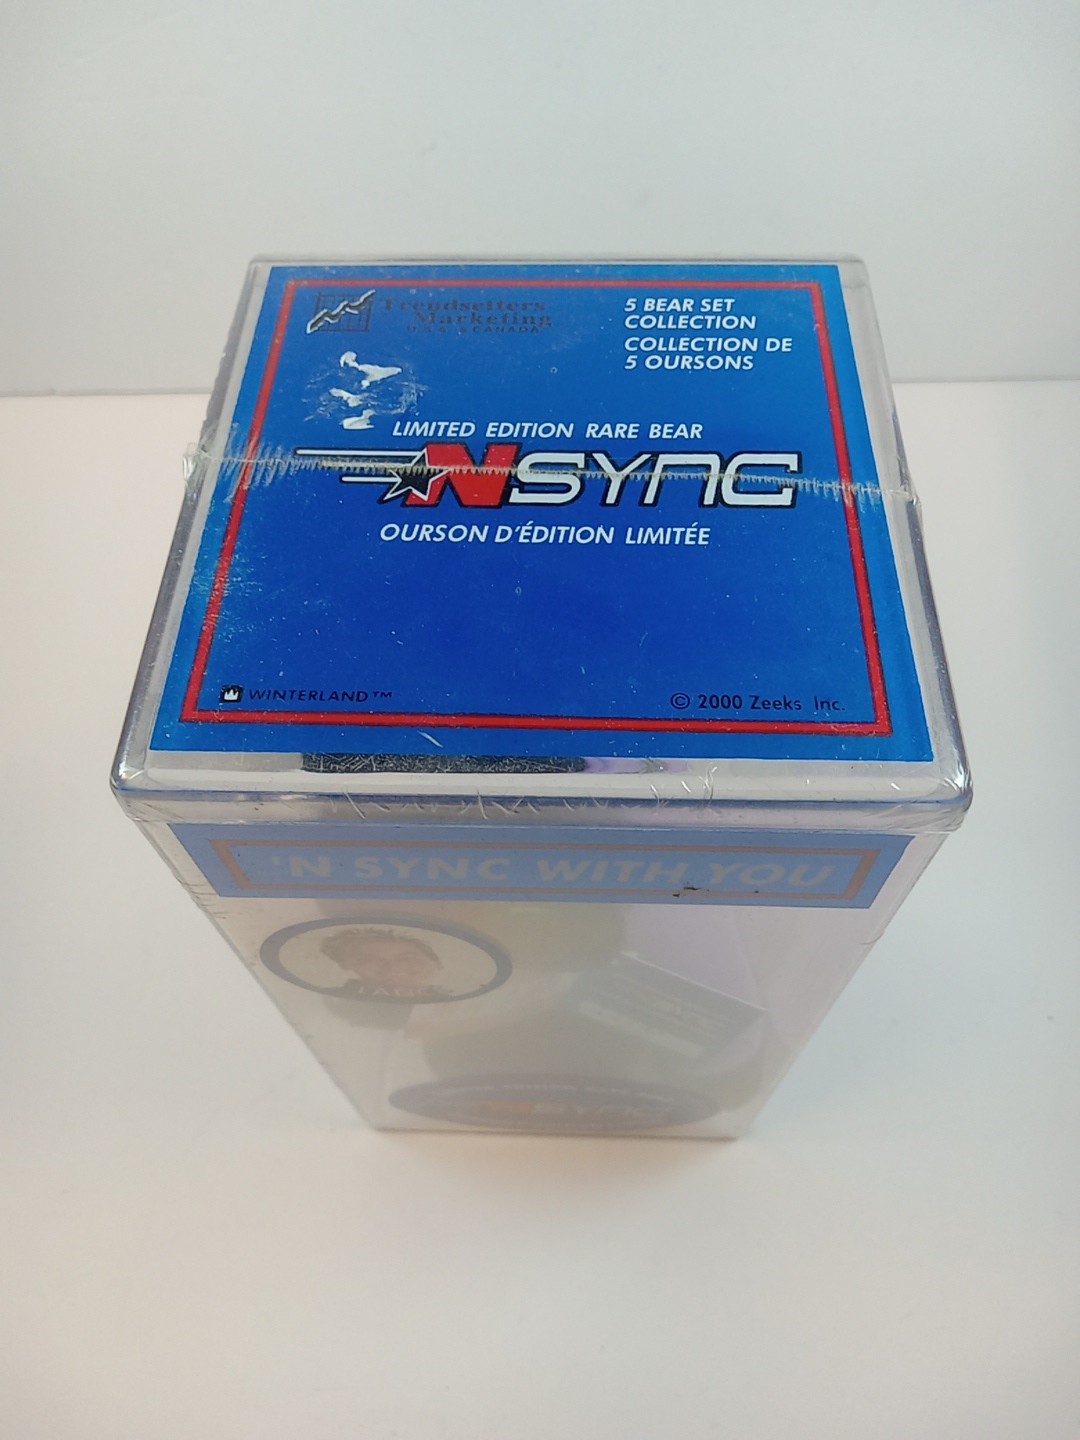 Trendsetters
Marketing
U.S.A. & CANADA
5 BEAR SET
COLLECTION
COLLECTION DE
5 OURSONS
LIMITED EDITION RARE BEAR
NSYNC
OURSON D'ÉDITION LIMITÉE
WINTERLAND™
© 2000 Zeeks Inc.
'N SYNC WITH YOU
NSYNC